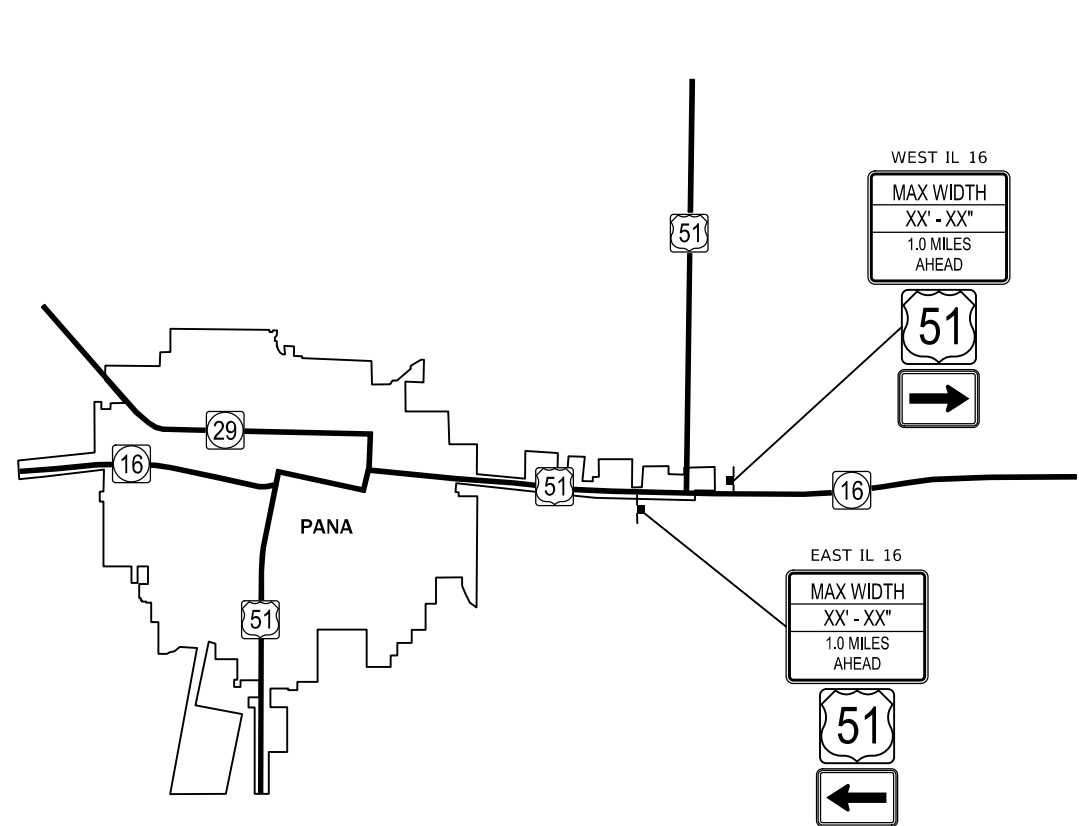 WEST IL 16
MAX WIDTH
XX' - XX"
1.0 MILES
AHEAD
51
51
29
16
51
16
PANA
51
EAST IL 16
MAX WIDTH
XX' - XX"
1.0 MILES
AHEAD
51